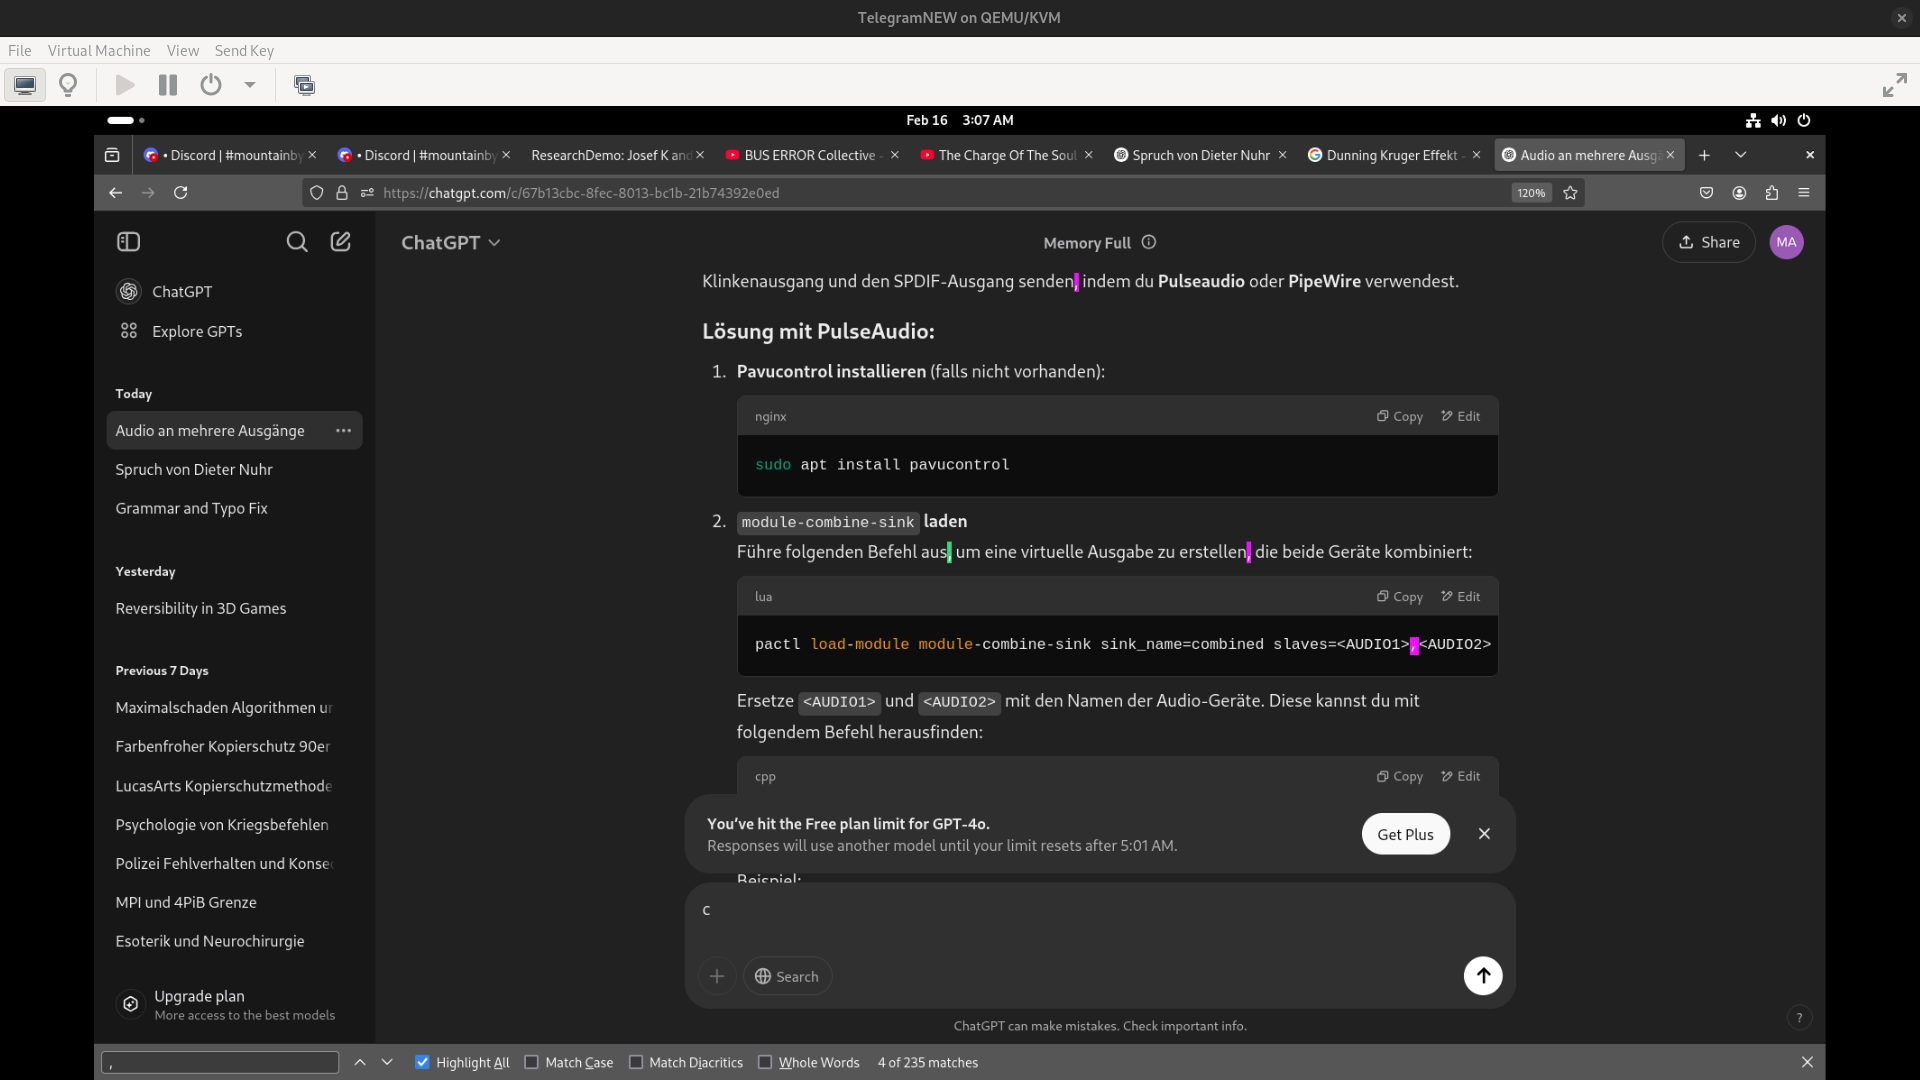 TelegramNEW on QEMU/KVM
File Virtual Machine View Send Key
Feb 16 3:07 AM
• Discord | #mountainby
• Discord | #mountainby
ResearchDemo: Josef K and
BUS ERROR Collective -
The Charge Of The Soul
Spruch von Dieter Nuhr
Dunning Kruger Effekt -
Audio an mehrere Ausgä
https://chatgpt.com/c/67b13cbc-8fec-8013-bc1b-21b74392e0ed
120%
ChatGPT
Memory Full
Share
MA
ChatGPT
Explore GPTs
Today
Audio an mehrere Ausgänge
Spruch von Dieter Nuhr
Grammar and Typo Fix
Yesterday
Reversibility in 3D Games
Previous 7 Days
Maximalschaden Algorithmen ur
Farbenfroher Kopierschutz 90er
LucasArts Kopierschutzmethode
Psychologie von Kriegsbefehlen
Polizei Fehlverhalten und Konse
MPI und 4PiB Grenze
Esoterik und Neurochirurgie
Upgrade plan
More access to the best models
Klinkenausgang und den SPDIF-Ausgang senden, indem du Pulseaudio oder PipeWire verwendest.
Lösung mit PulseAudio:
1. Pavucontrol installieren (falls nicht vorhanden):
nginx Copy Edit
sudo apt install pavucontrol
2. module-combine-sink laden
Führe folgenden Befehl aus, um eine virtuelle Ausgabe zu erstellen, die beide Geräte kombiniert:
lua Copy Edit
pactl load-module module-combine-sink sink_name=combined slaves=<AUDIO1>,<AUDIO2>
Ersetze <AUDIO1> und <AUDIO2> mit den Namen der Audio-Geräte. Diese kannst du mit
folgendem Befehl herausfinden:
cpp Copy Edit
You've hit the Free plan limit for GPT-4o.
Responses will use another model until your limit resets after 5:01 AM.
Get Plus
Beispiel:
c
Search
ChatGPT can make mistakes. Check important info.
?
, Highlight All Match Case Match Diacritics Whole Words 4 of 235 matches